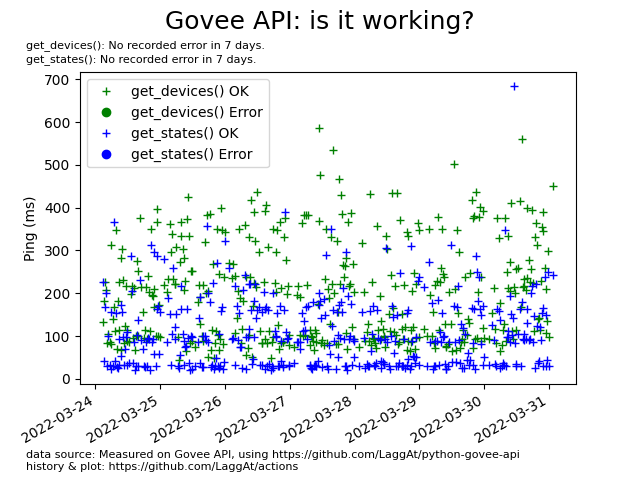 Govee API: is it working?
get_devices(): No recorded error in 7 days.
get_states(): No recorded error in 7 days.
700
600
500
400
300
200
100
0
Ping (ms)
get_devices() OK
get_devices() Error
get_states() OK
get_states() Error
2022-03-24
2022-03-25
2022-03-26
2022-03-27
2022-03-28
2022-03-29
2022-03-30
2022-03-31
data source: Measured on Govee API, using https://github.com/LaggAt/python-govee-api
history & plot: https://github.com/LaggAt/actions